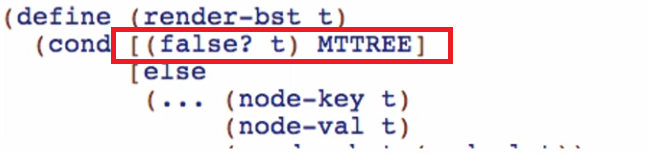 (define (render-bst t)
(cond [(false? t) MTTREE]
[else
(... (node-key t)
(node-val t)